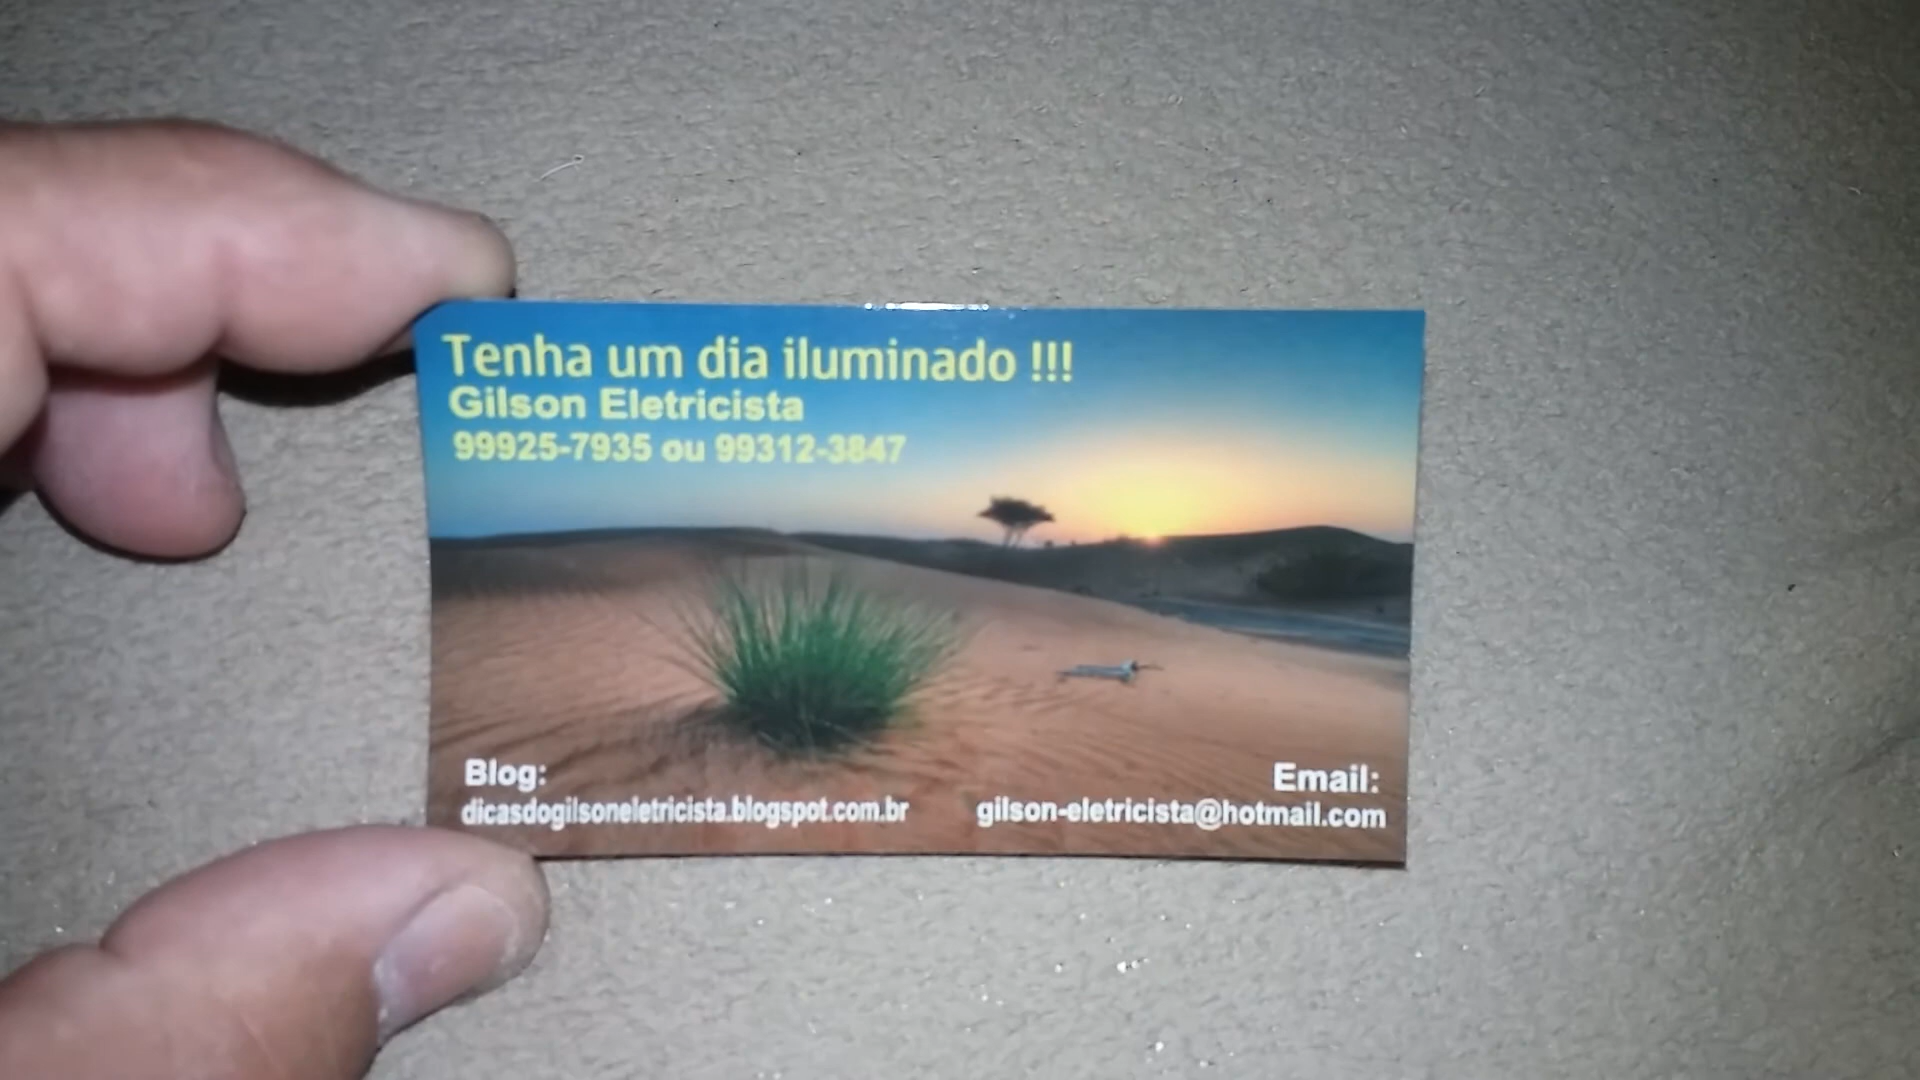 Tenha um dia iluminado !!!
Gilson Eletricista
99925-7935 ou 99312-3847
Blog:
dicasdogilsoneletricista.blogspot.com.br
Email:
gilson-eletricista@hotmail.com